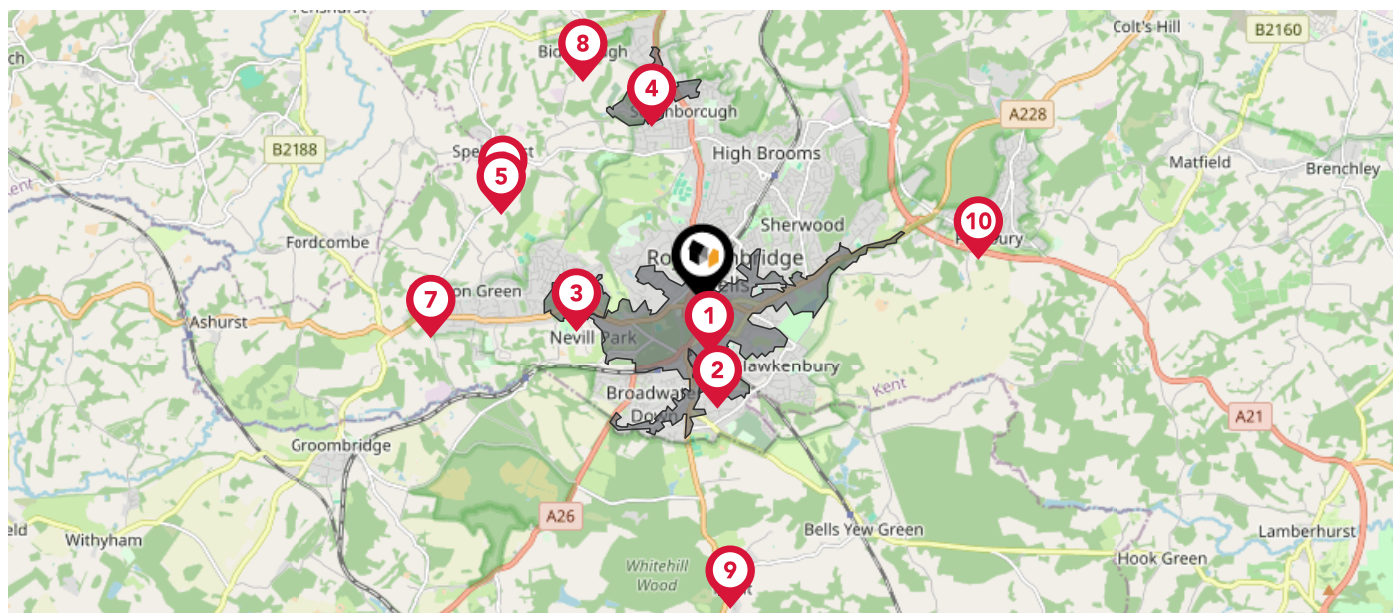 Colt's Hill
B2160
8
4
A228
B2188
High Brooms
Matfield
Brenchley
5
Kent
10
Sherwood
Fordcombe
7
3
1
Ashurst
Nevill Park
2
Kent
A21
Groombridge
A26
Bells Yew Green
Lamberhurst
Withyham
Hook Green
Whitehill
Wood
9